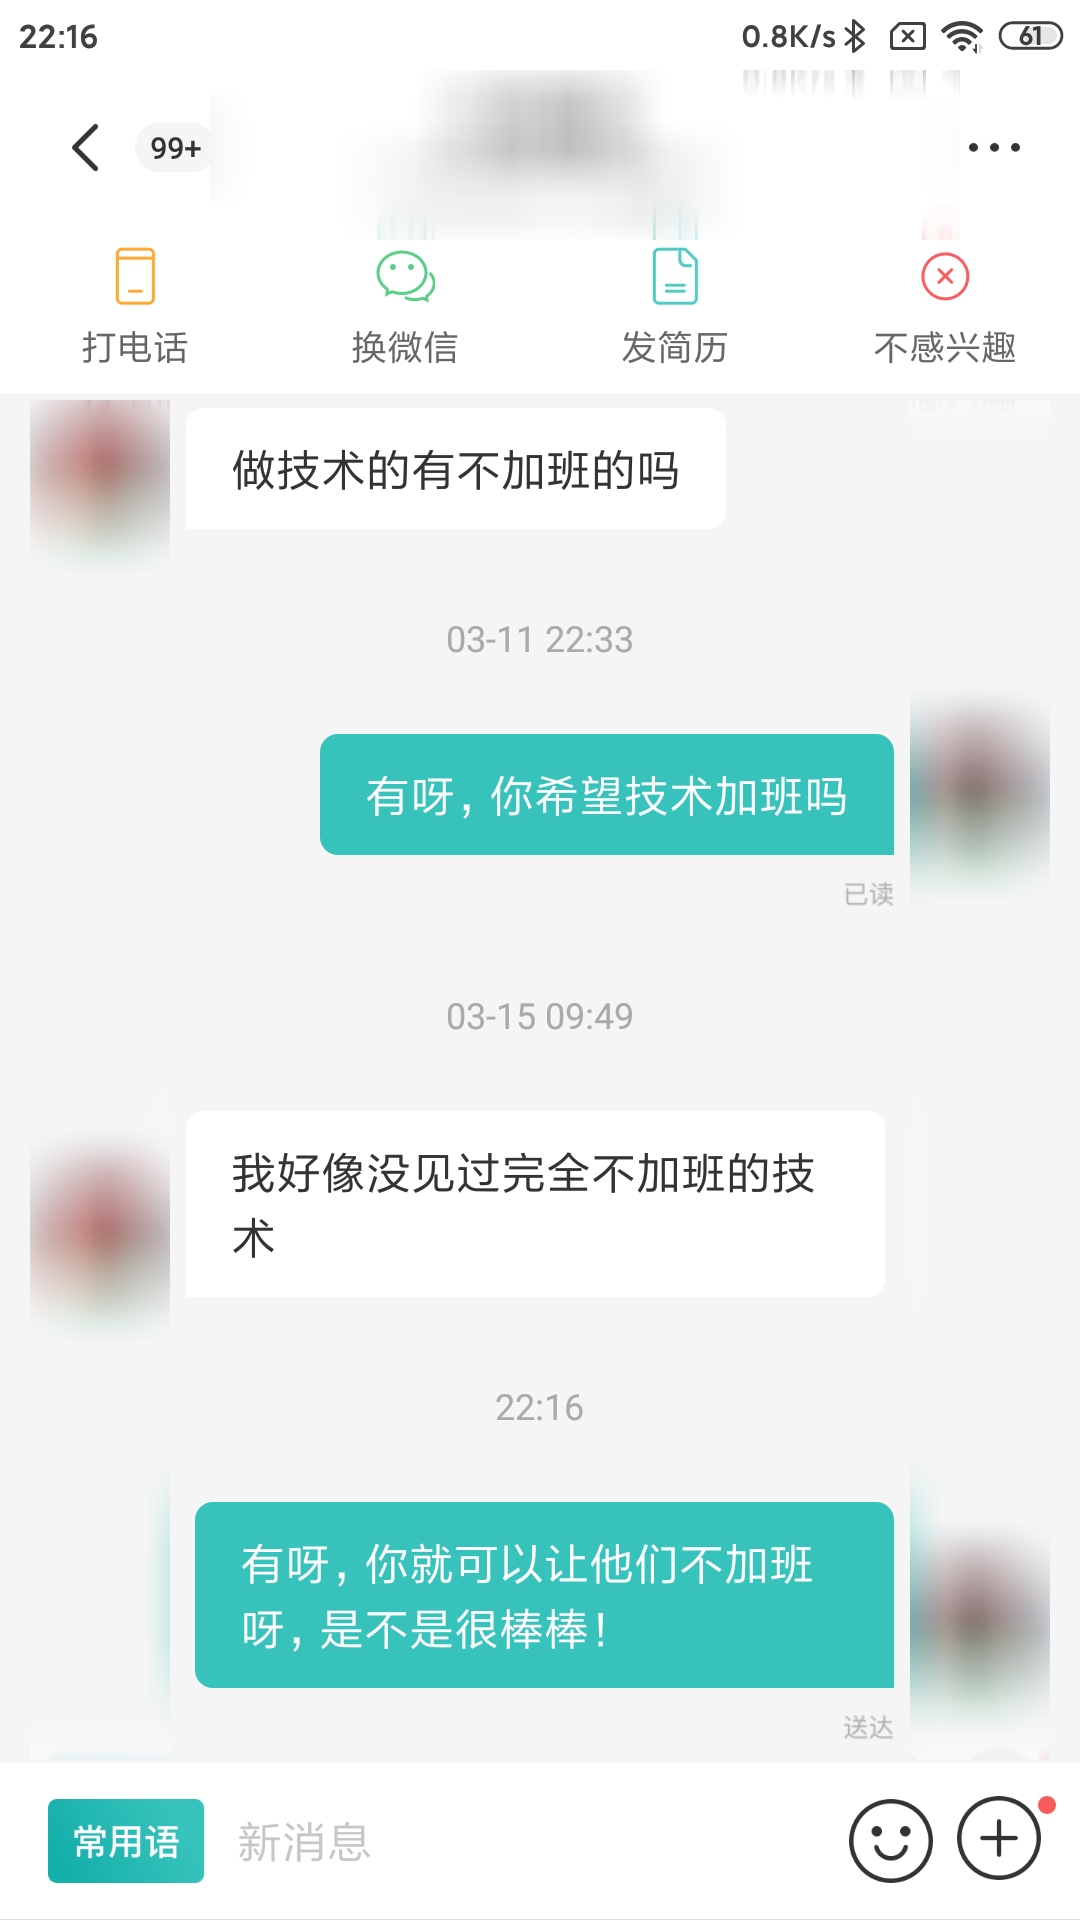 22:16
0.8K/s
61
99+
打电话
换微信
发简历
不感兴趣
做技术的有不加班的吗
03-11 22:33
有呀，你希望技术加班吗
已读
03-15 09:49
我好像没见过完全不加班的技
术
22:16
有呀，你就可以让他们不加班
呀，是不是很棒棒！
送达
常用语
新消息